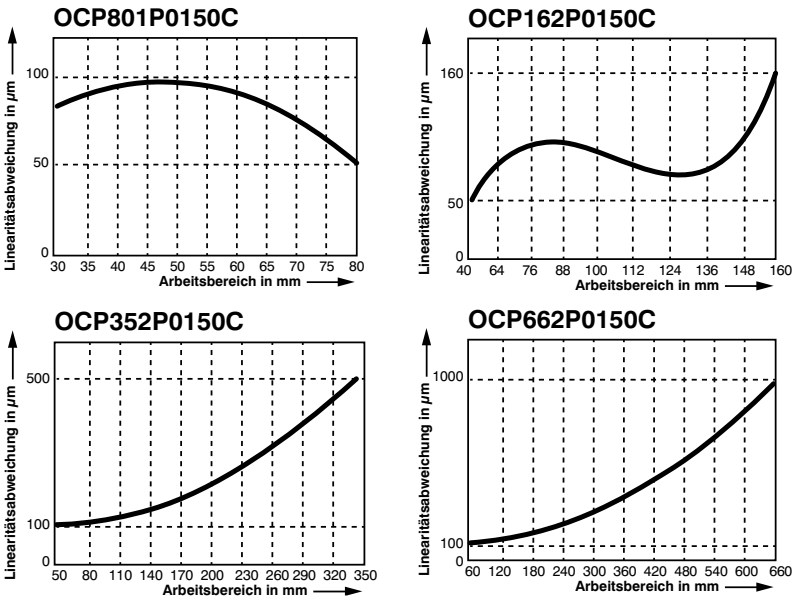 OCP801P0150C
Linearitätsabweichung in µm
100
50
0
30 35 40 45 50 55 60 65 70 75 80
Arbeitsbereich in mm
OCP162P0150C
Linearitätsabweichung in µm
160
50
0
40 64 76 88 100 112 124 136 148 160
Arbeitsbereich in mm
OCP352P0150C
Linearitätsabweichung in µm
500
100
0
50 80 110 140 170 200 230 260 290 320 350
Arbeitsbereich in mm
OCP662P0150C
Linearitätsabweichung in µm
1000
100
0
60 120 180 240 300 360 420 480 540 600 660
Arbeitsbereich in mm